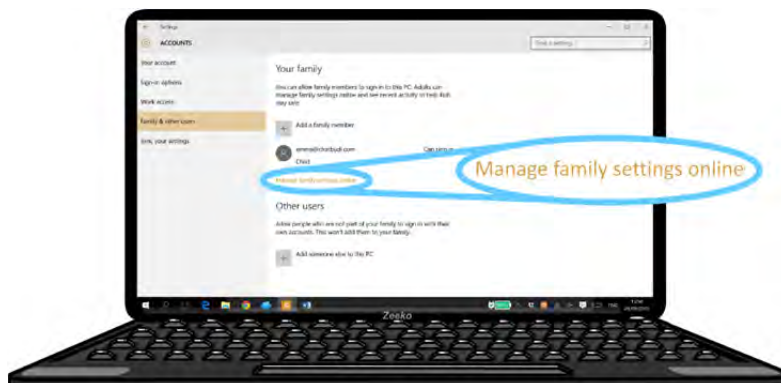 Settings
ACCOUNTS
Find a setting
Your account
Sign-in options
Work access
Family & other users
Sync your settings
Your family
You can allow family members to sign in to this PC. Adults can
manage family settings online and see recent activity to help kids
stay safe.
Add a family member
Can sign in
Child
Manage family settings online
Manage family settings online
Other users
Allow people who are not part of your family to sign in with their
own accounts. This won't add them to your family.
Add someone else to this PC
Zeeko